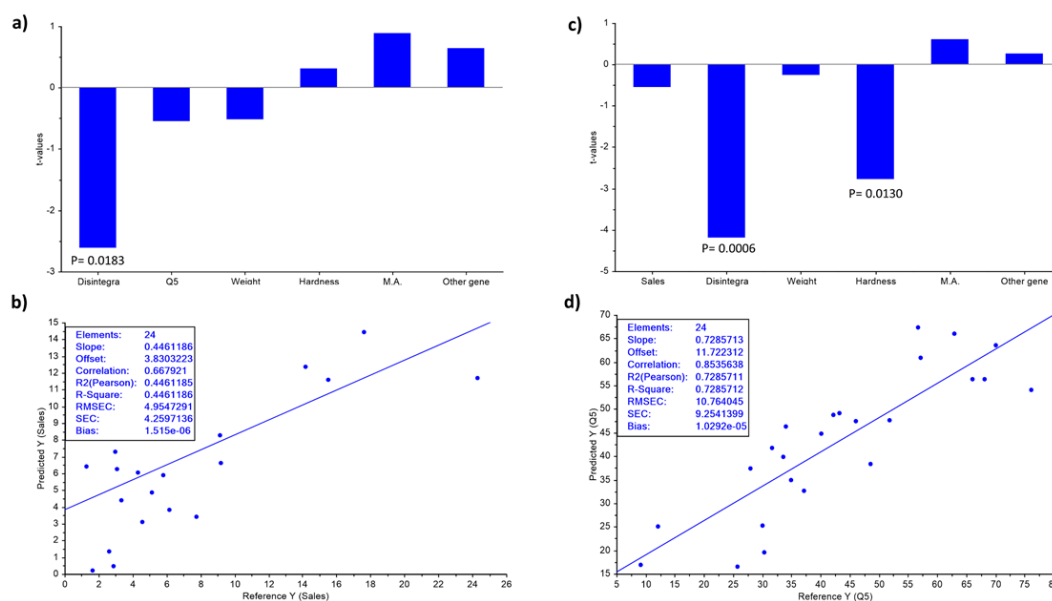 a)
1
0
-1
-2
-3
t-values
P= 0.0183
Disintegra Q5 Weight Hardness M.A. Other gene
c)
1
0
-1
-2
-3
-4
-5
t-values
P= 0.0006
P= 0.0130
Sales Disintegra Weight Hardness M.A. Other gene
b)
15
14
13
12
11
10
9
8
7
6
5
4
3
2
1
0
Predicted Y (Sales)
Elements: 24
Slope: 0.4461186
Offset: 3.8303223
Correlation: 0.667921
R2(Pearson): 0.4461185
R-Square: 0.4461186
RMSEC: 4.9547291
SEC: 4.2597136
Bias: 1.515e-06
0 2 4 6 8 10 12 14 16 18 20 22 24 26
Reference Y (Sales)
d)
70
65
60
55
50
45
40
35
30
25
20
15
Predicted Y (Q5)
Elements: 24
Slope: 0.7285713
Offset: 11.722312
Correlation: 0.8535638
R2(Pearson): 0.7285711
R-Square: 0.7285712
RMSEC: 10.764045
SEC: 9.2541399
Bias: 1.0292e-05
5 10 15 20 25 30 35 40 45 50 55 60 65 70 75 80
Reference Y (Q5)